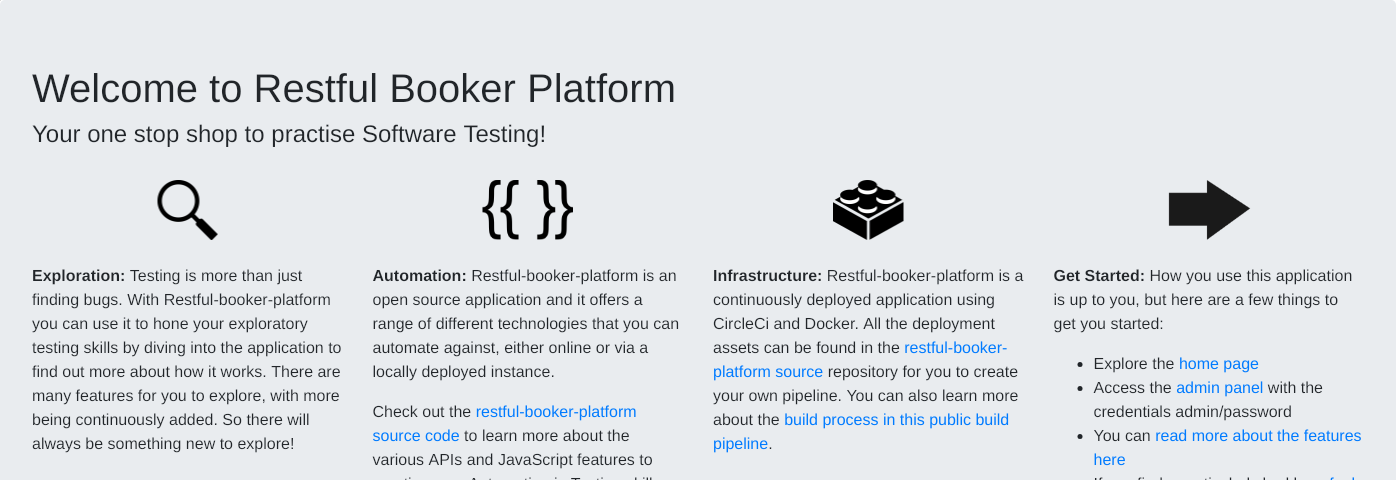 Welcome to Restful Booker Platform
Your one stop shop to practise Software Testing!
{{ }}
Exploration: Testing is more than just
finding bugs. With Restful-booker-platform
you can use it to hone your exploratory
testing skills by diving into the application to
find out more about how it works. There are
many features for you to explore, with more
being continuously added. So there will
always be something new to explore!
Automation: Restful-booker-platform is an
open source application and it offers a
range of different technologies that you can
automate against, either online or via a
locally deployed instance.
Check out the restful-booker-platform
source code to learn more about the
various APIs and JavaScript features to
Infrastructure: Restful-booker-platform is a
continuously deployed application using
CircleCi and Docker. All the deployment
assets can be found in the restful-booker-
platform source repository for you to create
your own pipeline. You can also learn more
about the build process in this public build
pipeline.
Get Started: How you use this application
is up to you, but here are a few things to
get you started:
• Explore the home page
• Access the admin panel with the
credentials admin/password
• You can read more about the features
here